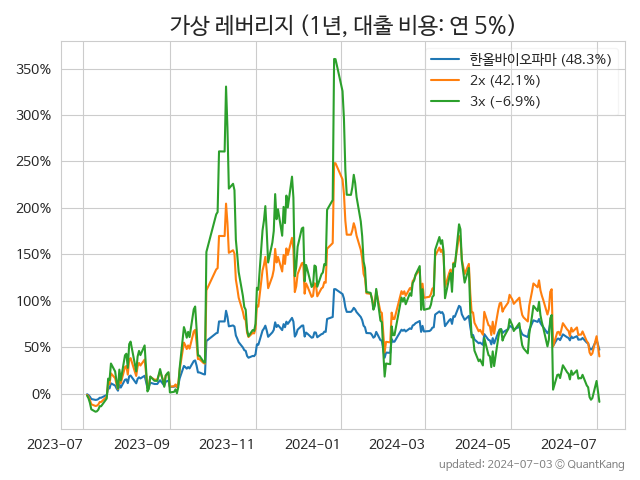 가상 레버리지 (1년, 대출 비용: 연 5%)
한올바이오파마 (48.3%)
2x (42.1%)
3x (−6.9%)
350%
300%
250%
200%
150%
100%
50%
0%
2023-07 2023-09 2023-11 2024-01 2024-03 2024-05 2024-07
updated: 2024-07-03 © QuantKang